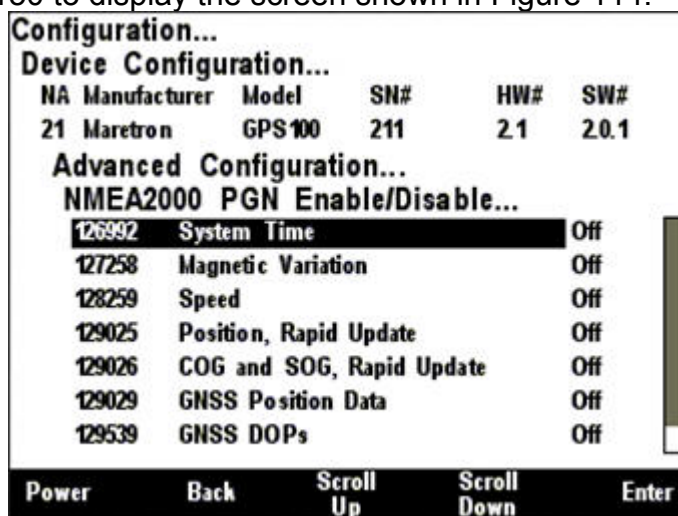 to display the screen shown in Figure
Configuration...
Device Configuration...
NA Manufacturer Model SN# HW# SW#
21 Maretron GPS100 211 2.1 2.0.1
Advanced Configuration...
NMEA2000 PGN Enable/Disable...
126992 System Time Off
127258 Magnetic Variation Off
128259 Speed Off
129025 Position, Rapid Update Off
129026 COG and SOG, Rapid Update Off
129029 GNSS Position Data Off
129539 GNSS DOPs Off
Power Back Scroll Up Scroll Down Enter